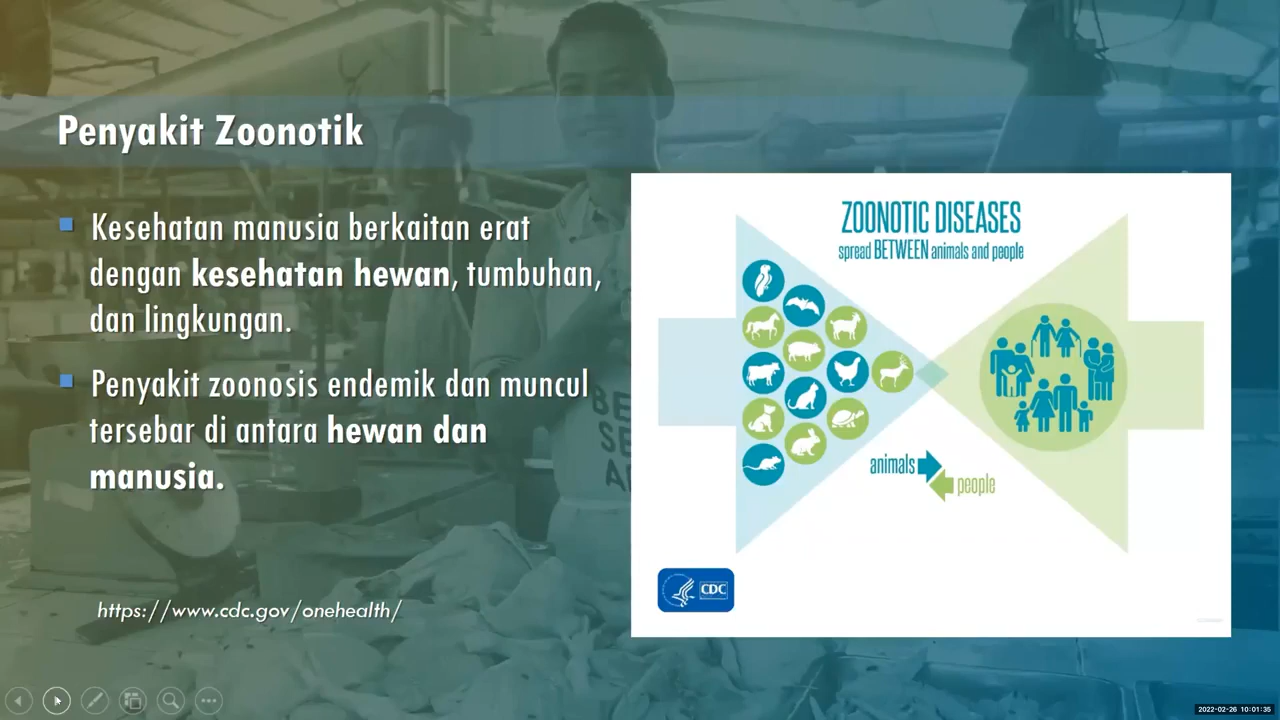 Penyakit Zoonotik
Kesehatan manusia berkaitan erat
dengan kesehatan hewan, tumbuhan,
dan lingkungan.
Penyakit zoonosis endemik dan muncul
tersebar di antara hewan dan
manusia.
https://www.cdc.gov/onehealth/
ZOONOTIC DISEASES
spread BETWEEN animals and people
animals
people
CDC
2022-02-26 10:01:35